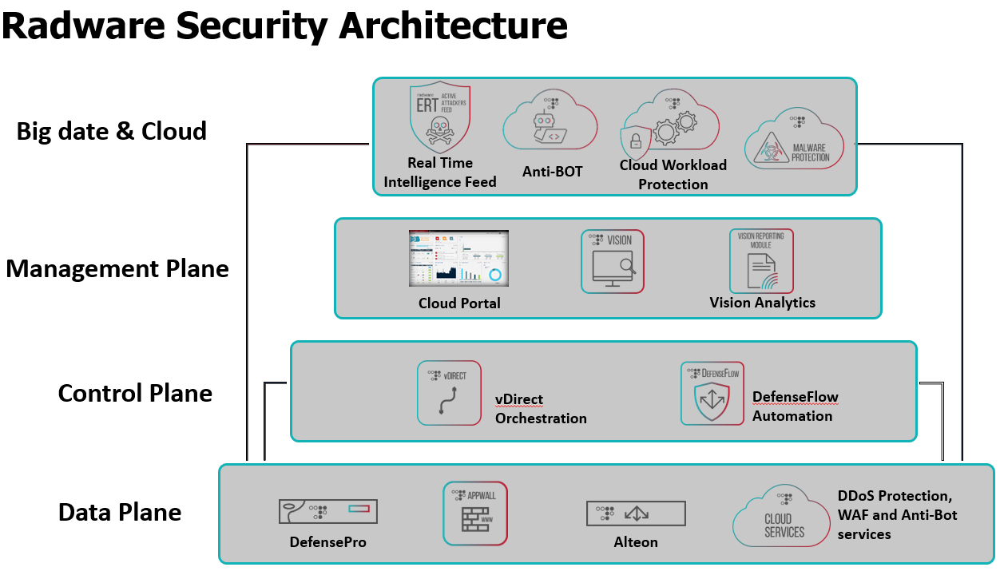 Radware Security Architecture
Big date & Cloud
radware
ERT
ACTIVE
ATTACKERS
FEED
Real Time
Intelligence Feed
Anti-BOT
Cloud Workload
Protection
MALWARE
PROTECTION
Management Plane
Cloud Portal
VISION
VISION REPORTING
MODULE
Vision Analytics
Control Plane
vDIRECT
vDirect
Orchestration
DEFENSEFLOW
DefenseFlow
Automation
Data Plane
DefensePro
APPWALL
WWW
Alteon
CLOUD
SERVICES
DDoS Protection,
WAF and Anti-Bot
services